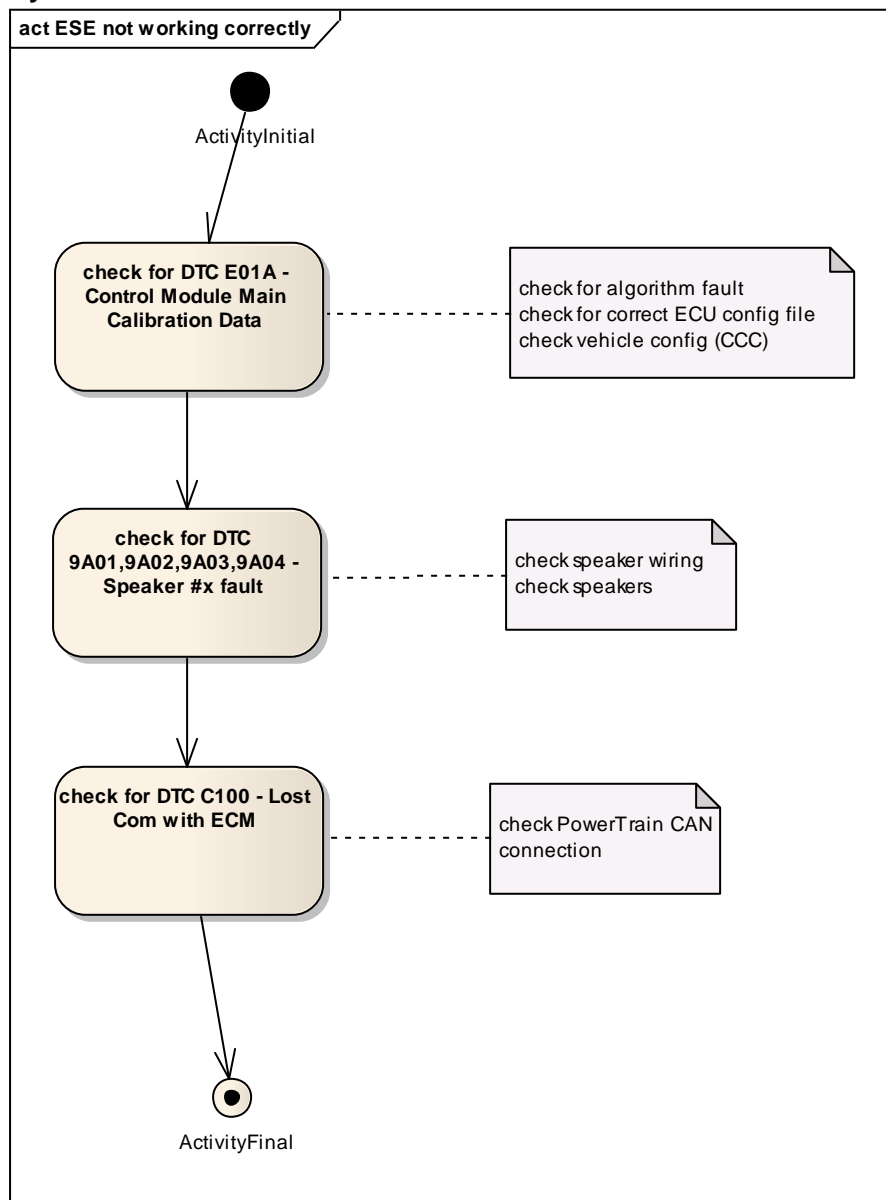 act ESE not working correctly
ActivityInitial
check for DTC E01A -
Control Module Main
Calibration Data
check for algorithm fault
check for correct ECU config file
check vehicle config (CCC)
check for DTC
9A01,9A02,9A03,9A04 -
Speaker #x fault
check speaker wiring
check speakers
check for DTC C100 - Lost
Com with ECM
check PowerTrain CAN
connection
ActivityFinal